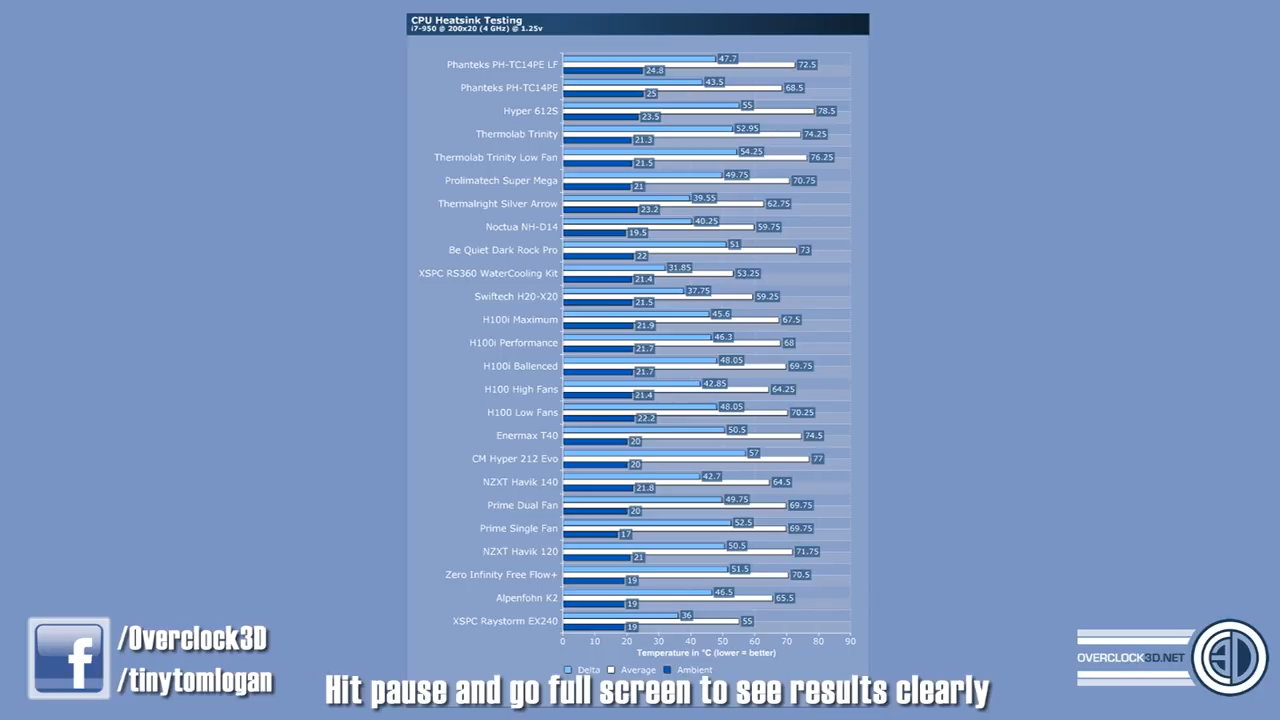 CPU Heatsink Testing
i7-950 @ 200x20 (4 GHz) @ 1.25v
47.7
Phanteks PH-TC14PE LF 72.5
24.8
43.5
Phanteks PH-TC14PE 68.5
25
55
Hyper 612S 78.5
23.5
52.95
Thermolab Trinity 74.25
21.3
54.25
Thermolab Trinity Low Fan 76.25
21.5
49.75
Prolimatech Super Mega 70.75
21
39.55
Thermalright Silver Arrow 62.75
23.2
40.25
Noctua NH-D14 59.75
19.5
51
Be Quiet Dark Rock Pro 73
22
31.85
XSPC RS360 WaterCooling Kit 53.25
21.4
37.75
Swiftech H20-X20 59.25
21.5
45.6
H100i Maximum 67.5
21.9
46.3
H100i Performance 68
21.7
48.05
H100i Ballenced 69.75
21.7
42.85
H100 High Fans 64.25
21.4
48.05
H100 Low Fans 70.25
22.2
50.5
Enermax T40 74.5
20
57
CM Hyper 212 Evo 77
20
42.7
NZXT Havik 140 64.5
21.8
49.75
Prime Dual Fan 69.75
20
52.5
Prime Single Fan 69.75
17
50.5
NZXT Havik 120 71.75
21
51.5
Zero Infinity Free Flow+ 70.5
19
46.5
Alpenfohn K2 65.5
19
36
XSPC Raystorm EX240 55
19
0 10 20 30 40 50 60 70 80 90
Temperature in °C (lower = better)
Delta Average Ambient
f /Overclock3D
/tinytomlogan
OVERCLOCK3D.NET 3D
Hit pause and go full screen to see results clearly